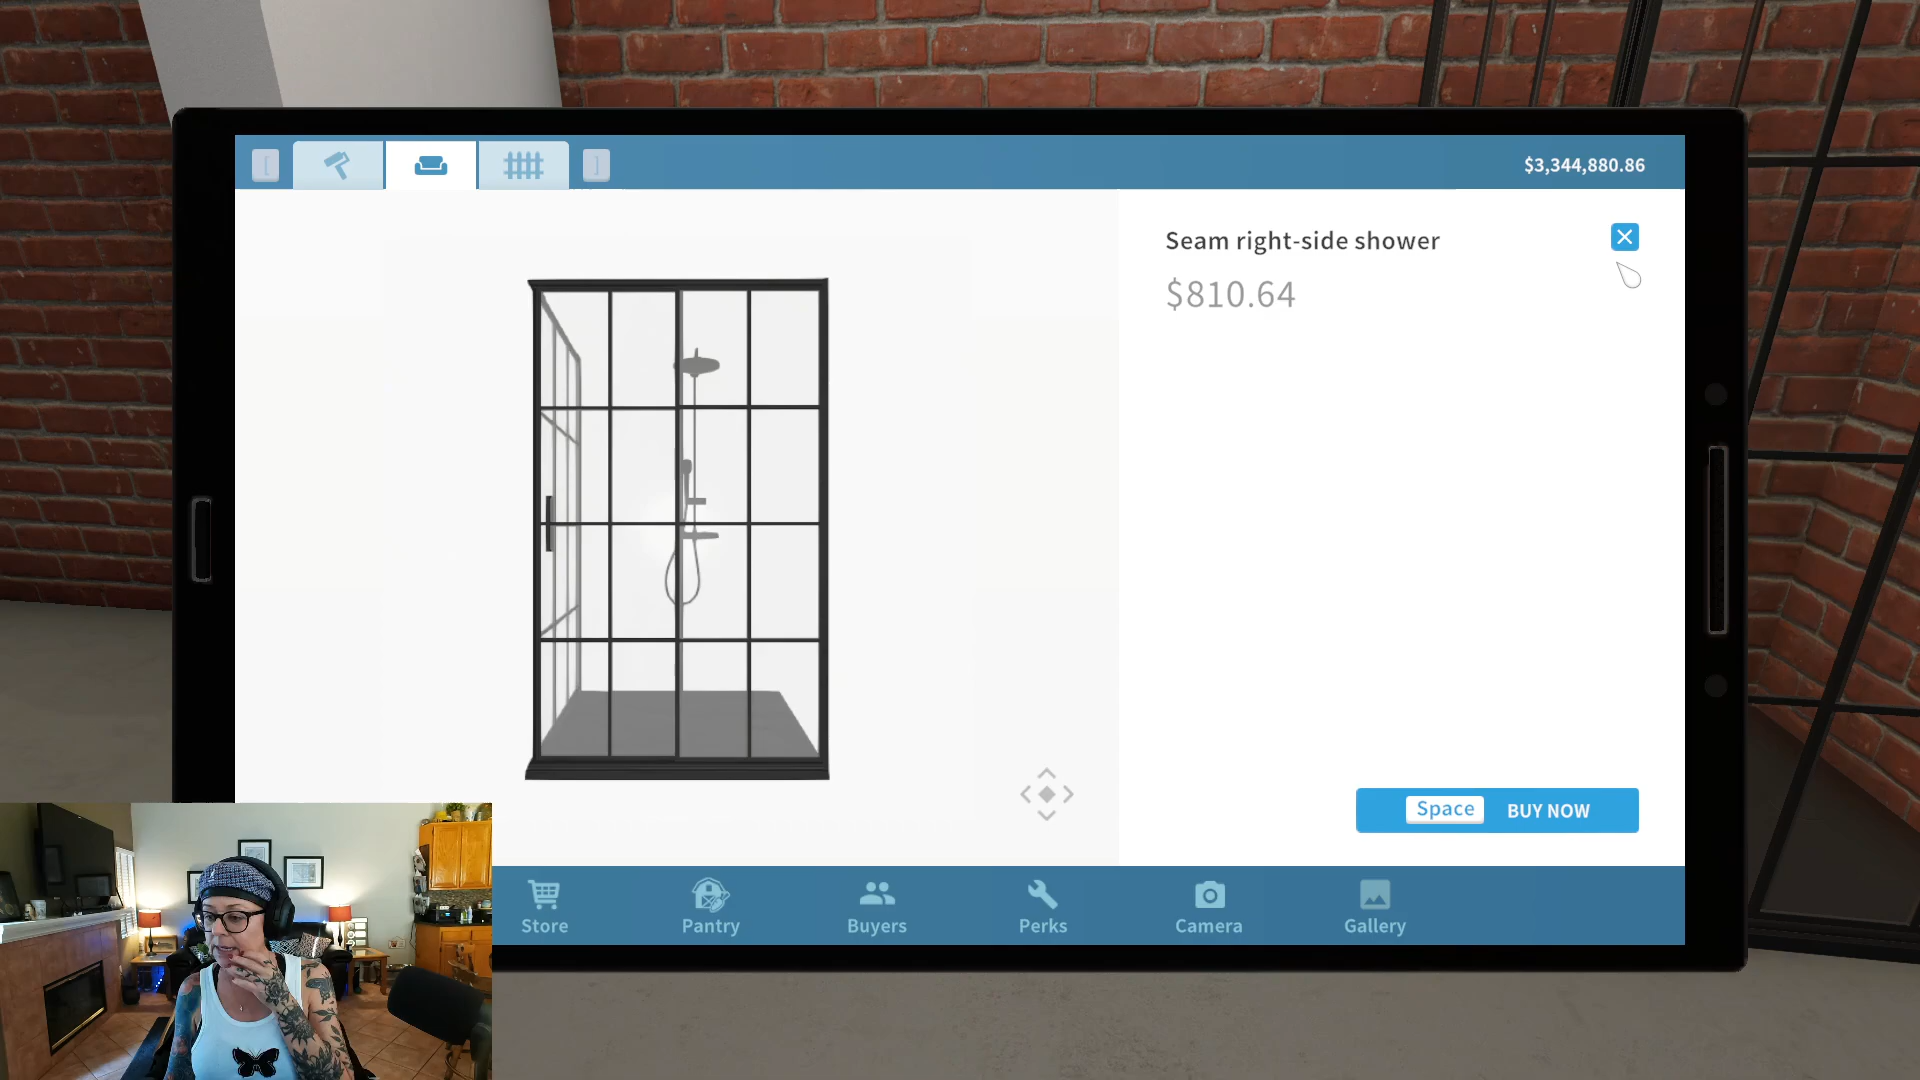 [
]
$3,344,880.86
Seam right-side shower
$810.64
Space BUY NOW
Store
Pantry
Buyers
Perks
Camera
Gallery